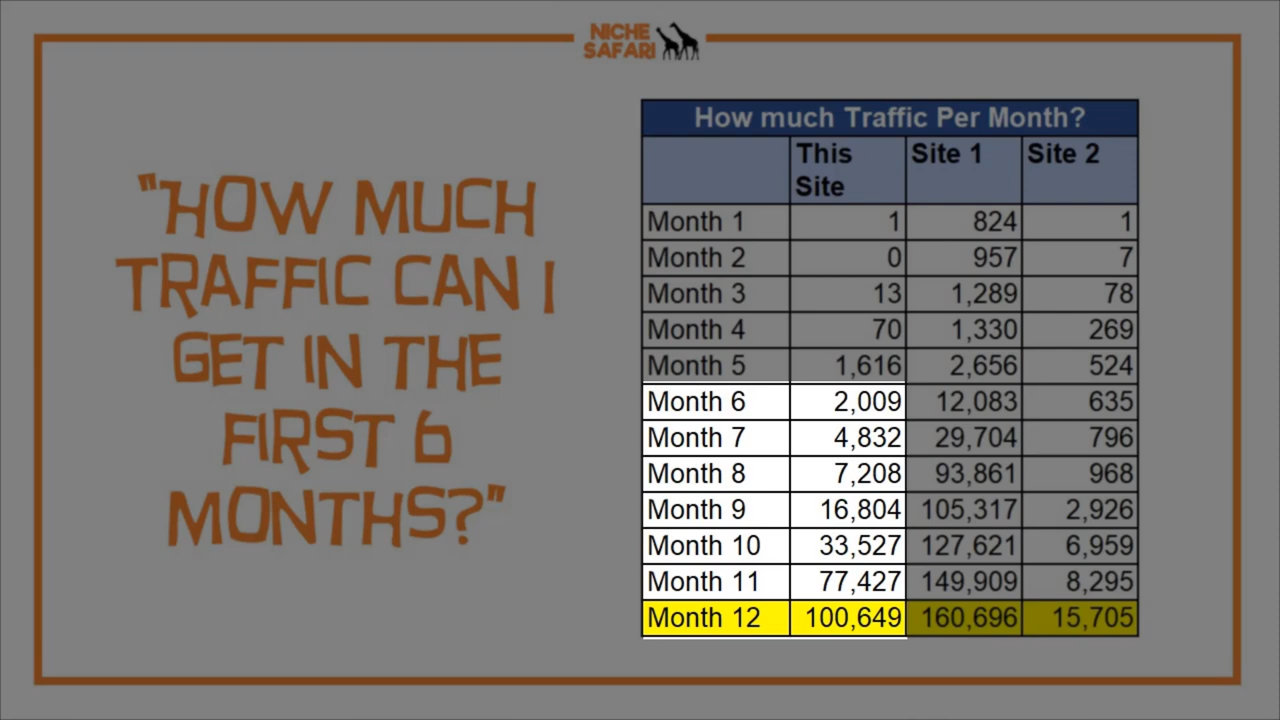 NICHE
SAFARI
"HOW MUCH
TRAFFIC CAN I
GET IN THE
FIRST 6
MONTHS?"
How much Traffic Per Month?
This Site Site 1 Site 2
Month 1 1 824 1
Month 2 0 957 7
Month 3 13 1,289 78
Month 4 70 1,330 269
Month 5 1,616 2,656 524
Month 6 2,009 12,083 635
Month 7 4,832 29,704 796
Month 8 7,208 93,861 968
Month 9 16,804 105,317 2,926
Month 10 33,527 127,621 6,959
Month 11 77,427 149,909 8,295
Month 12 100,649 160,696 15,705